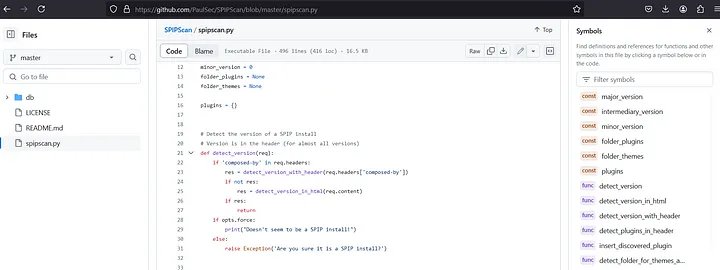 https://github.com/PaulSec/SPIPScan/blob/master/spipscan.py
Files
master
Go to file
db
LICENSE
README.md
spipscan.py
SPIPScan / spipscan.py
Top
Code
Blame
Executable File · 496 lines (416 loc) · 16.5 KB
Raw
12 minor_version = 0
13 folder_plugins = None
14 folder_themes = None
15
16 plugins = {}
17
18
19 # Detect the version of a SPIP install
20 # Version is in the header (for almost all versions)
21 def detect_version(req):
22 if 'composed-by' in req.headers:
23 res = detect_version_with_header(req.headers['composed-by'])
24 if not res:
25 res = detect_version_in_html(req.content)
26 if res:
27 return
28 if opts.force:
29 print("Doesn't seem to be a SPIP install!")
30 else:
31 raise Exception('Are you sure it is a SPIP install?')
32
33
Symbols
Find definitions and references for functions and other
symbols in this file by clicking a symbol below or in
the code.
Filter symbols
const major_version
const intermediary_version
const minor_version
const folder_plugins
const folder_themes
const plugins
func detect_version
func detect_version_in_html
func detect_version_with_header
func detect_plugins_in_header
func insert_discovered_plugin
func detect_folder_for_themes_a...